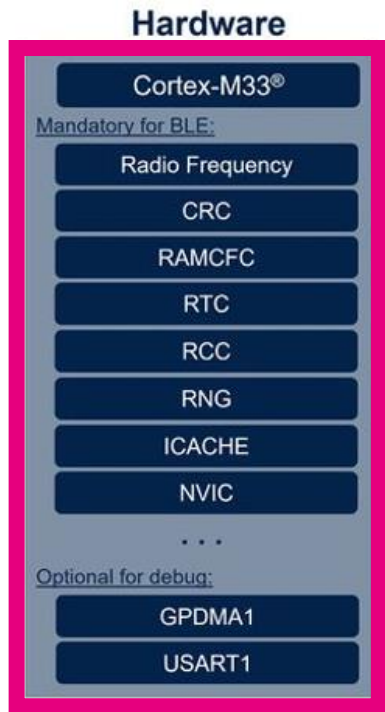 Hardware
Cortex-M33®
Mandatory for BLE:
Radio Frequency
CRC
RAMCFC
RTC
RCC
RNG
ICACHE
NVIC
...
Optional for debug:
GPDMA1
USART1